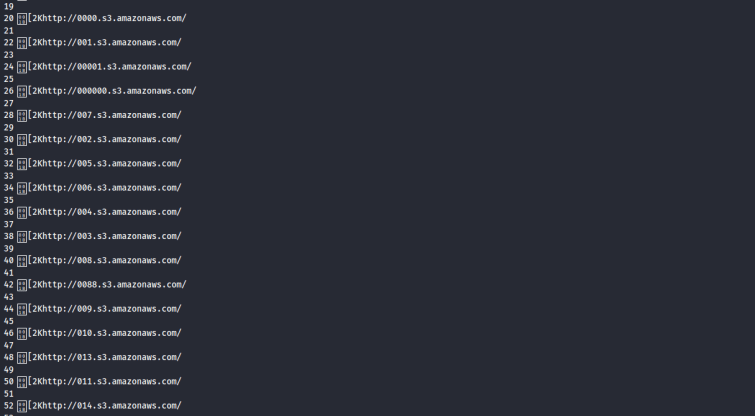 19
20 [2Khttp://0000.s3.amazonaws.com/
21
22 [2Khttp://001.s3.amazonaws.com/
23
24 [2Khttp://00001.s3.amazonaws.com/
25
26 [2Khttp://000000.s3.amazonaws.com/
27
28 [2Khttp://007.s3.amazonaws.com/
29
30 [2Khttp://002.s3.amazonaws.com/
31
32 [2Khttp://005.s3.amazonaws.com/
33
34 [2Khttp://006.s3.amazonaws.com/
35
36 [2Khttp://004.s3.amazonaws.com/
37
38 [2Khttp://003.s3.amazonaws.com/
39
40 [2Khttp://008.s3.amazonaws.com/
41
42 [2Khttp://0088.s3.amazonaws.com/
43
44 [2Khttp://009.s3.amazonaws.com/
45
46 [2Khttp://010.s3.amazonaws.com/
47
48 [2Khttp://013.s3.amazonaws.com/
49
50 [2Khttp://011.s3.amazonaws.com/
51
52 [2Khttp://014.s3.amazonaws.com/